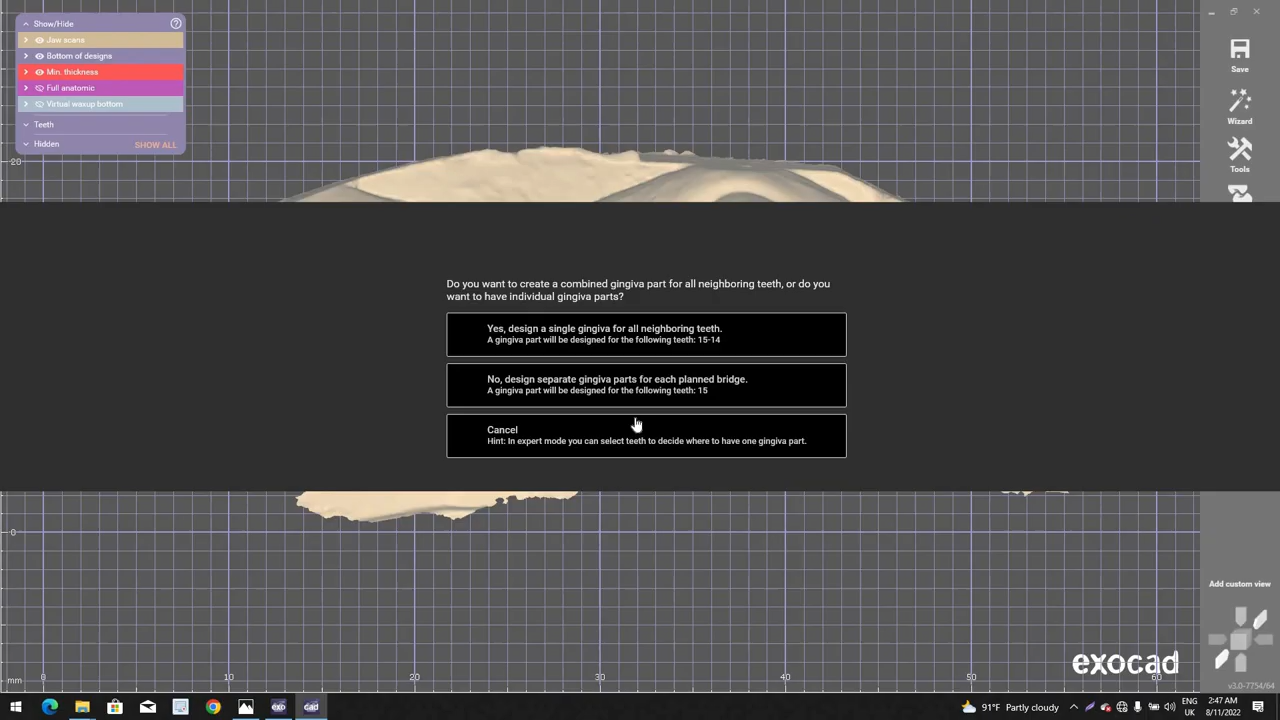 Show/Hide
Jaw scans
Bottom of designs
Min. thickness
Full anatomic
Virtual waxup bottom
Teeth
Hidden SHOW ALL
Save
Wizard
Tools
20
Do you want to create a combined gingiva part for all neighboring teeth, or do you
want to have individual gingiva parts?
Yes, design a single gingiva for all neighboring teeth.
A gingiva part will be designed for the following teeth: 15-14
No, design separate gingiva parts for each planned bridge.
A gingiva part will be designed for the following teeth: 15
Cancel
Hint: In expert mode you can select teeth to decide where to have one gingiva part.
0
Add custom view
exocad
mm 0 10 20 30 40 50 60
v3.0-7754/64
exo
cad
91°F Partly cloudy
ENG
UK
2:47 AM
8/11/2022